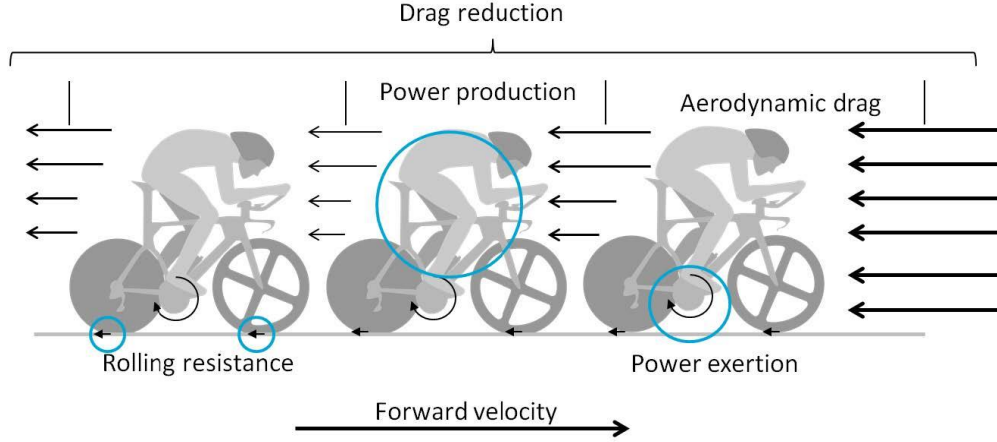 Drag reduction
Power production
Aerodynamic drag
Rolling resistance
Power exertion
Forward velocity